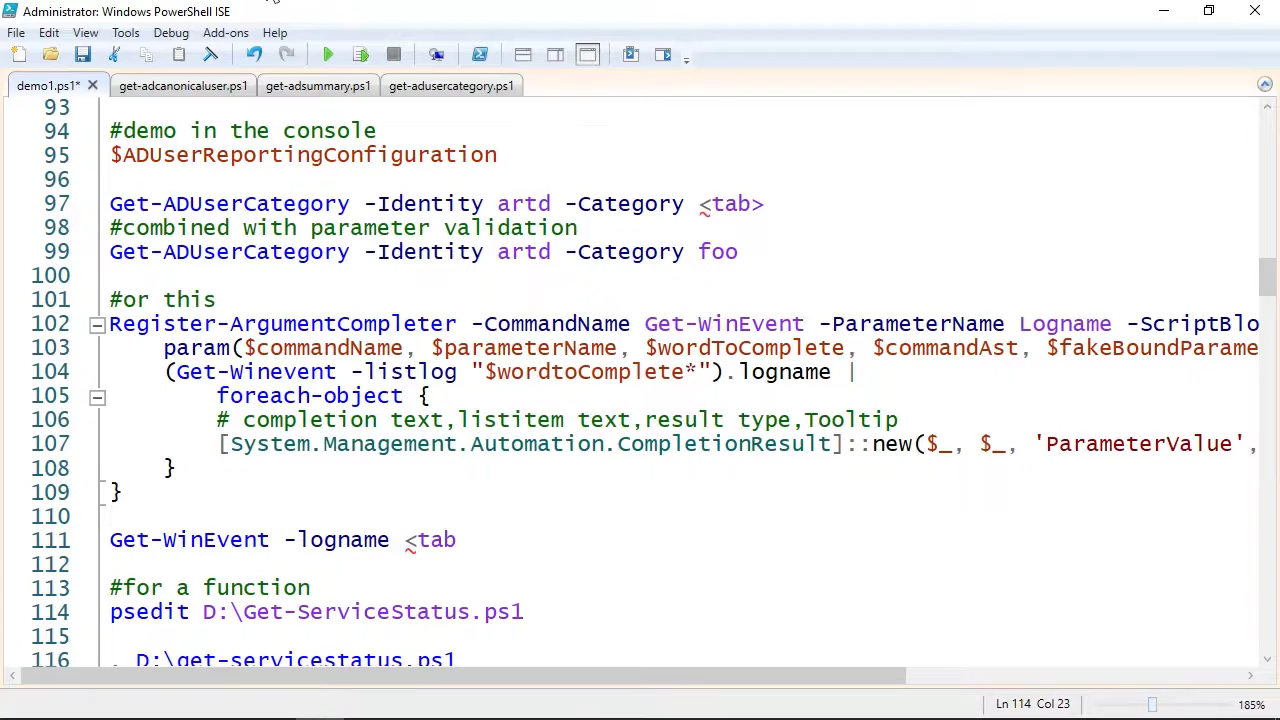 Administrator: Windows PowerShell ISE
File Edit View Tools Debug Add-ons Help
demo1.ps1* get-adcanonicaluser.ps1 get-adsummary.ps1 get-adusercategory.ps1
93
94 #demo in the console
95 $ADUserReportingConfiguration
96
97 Get-ADUserCategory -Identity artd -Category <tab>
98 #combined with parameter validation
99 Get-ADUserCategory -Identity artd -Category foo
100
101 #or this
102 Register-ArgumentCompleter -CommandName Get-WinEvent -ParameterName Logname -ScriptBlo
103 param($commandName, $parameterName, $wordToComplete, $commandAst, $fakeBoundParame
104 (Get-Winevent -listlog "$wordtoComplete*").logname |
105 foreach-object {
106 # completion text,listitem text,result type,Tooltip
107 [System.Management.Automation.CompletionResult]::new($_, $_, 'ParameterValue',
108 }
109 }
110
111 Get-WinEvent -logname <tab
112
113 #for a function
114 psedit D:\Get-ServiceStatus.ps1
115
116 . D:\get-servicestatus.ps1
Ln 114 Col 23 185%